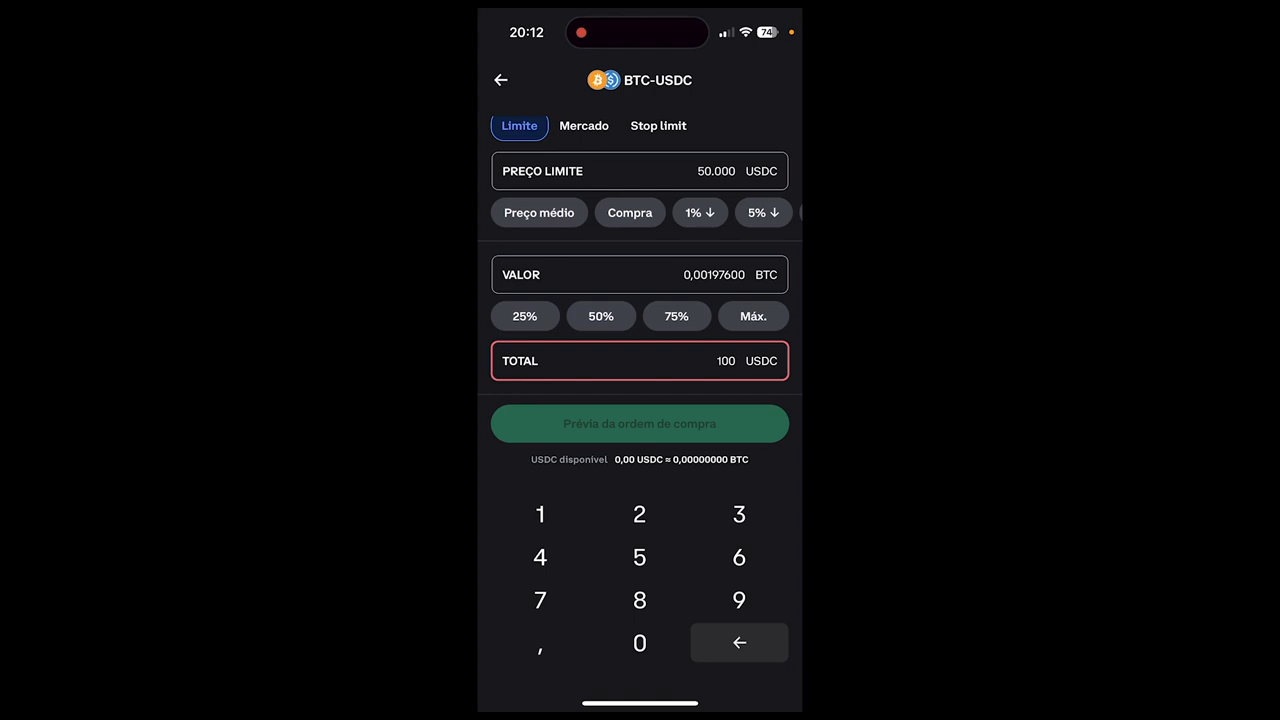 20:12
74
BTC-USDC
Limite Mercado Stop limit
PREÇO LIMITE 50.000 USDC
Preço médio Compra 1% ↓ 5% ↓
VALOR 0,00197600 BTC
25% 50% 75% Máx.
TOTAL 100 USDC
Prévia da ordem de compra
USDC disponível 0,00 USDC ≈ 0,00000000 BTC
1 2 3
4 5 6
7 8 9
, 0 ←